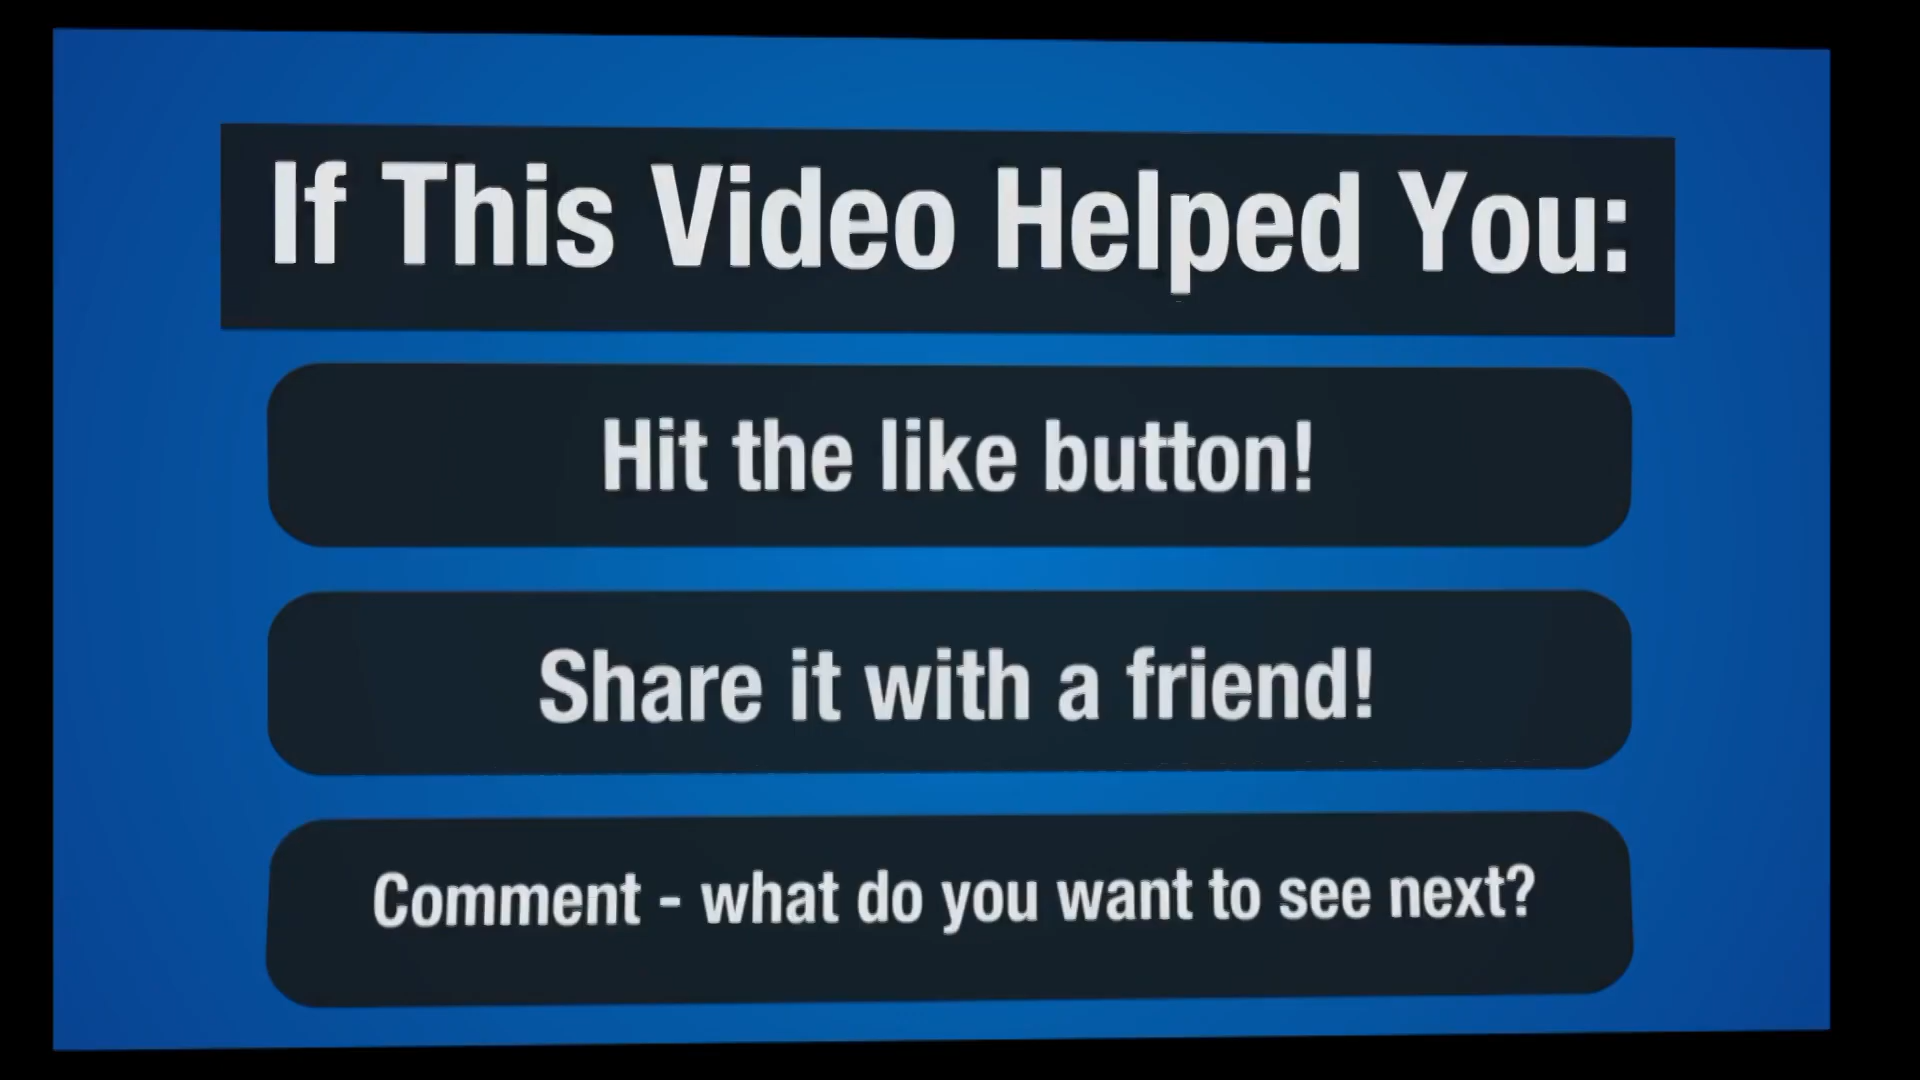 If This Video Helped You:
Hit the like button!
Share it with a friend!
Comment - what do you want to see next?